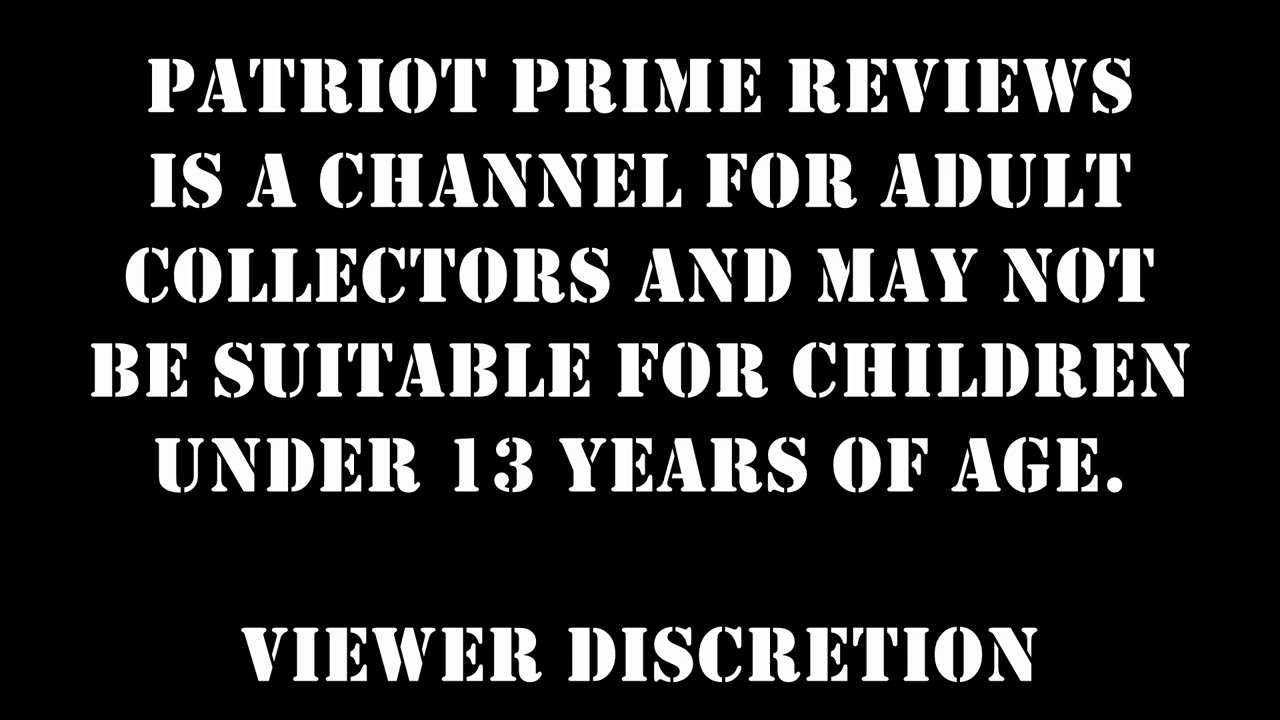 PATRIOT PRIME REVIEWS
IS A CHANNEL FOR ADULT
COLLECTORS AND MAY NOT
BE SUITABLE FOR CHILDREN
UNDER 13 YEARS OF AGE.
VIEWER DISCRETION